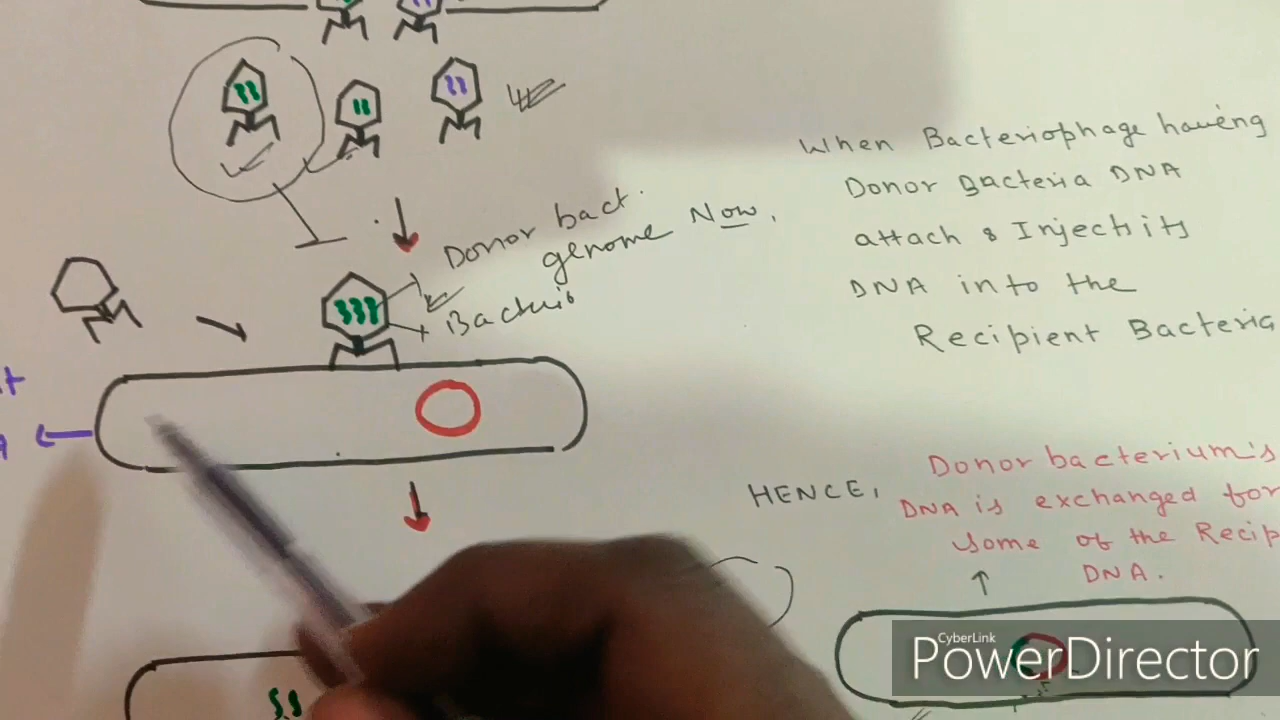 Donor bact.
genome Now.
When Bacteriophage having
Donor Bacteria DNA
attach & Inject its
DNA into the
Recipient Bacteria
HENCE,
Donor bacterium's
DNA is exchanged for
some of the Recip
DNA.
CyberLink
PowerDirector